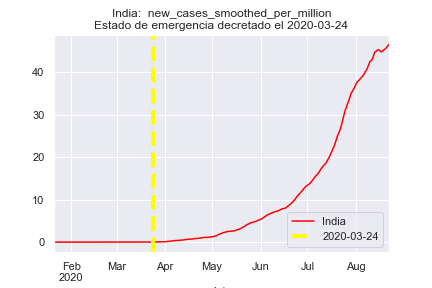 India:  new_cases_smoothed_per_million
Estado de emergencia decretado el 2020-03-24
40
30
20
10
0
Feb
2020
Mar
Apr
May
Jun
Jul
Aug
India
2020-03-24